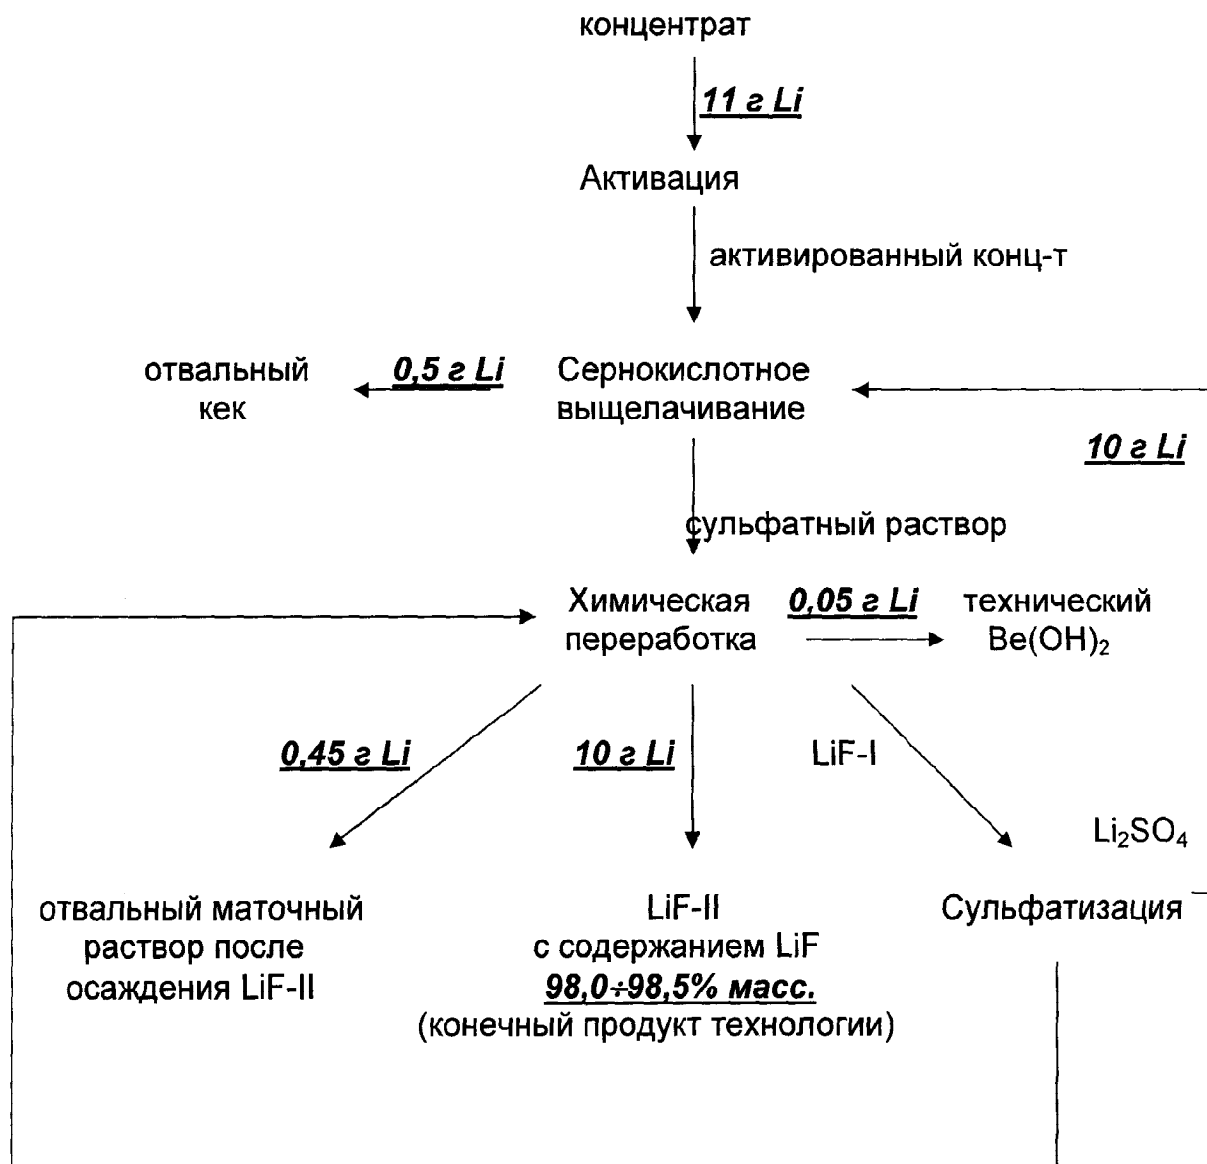 концентрат
11 г Li
Активация
активированный конц-т
отвальный
кек
0,5 г Li
Сернокислотное
выщелачивание
10 г Li
сульфатный раствор
Химическая
переработка
0,05 г Li
технический
Be(OH)₂
0,45 г Li
10 г Li
LiF-I
Li₂SO₄
отвальный маточный
раствор после
осаждения LiF-II
LiF-II
с содержанием LiF
98,0÷98,5% масс.
(конечный продукт технологии)
Сульфатизация